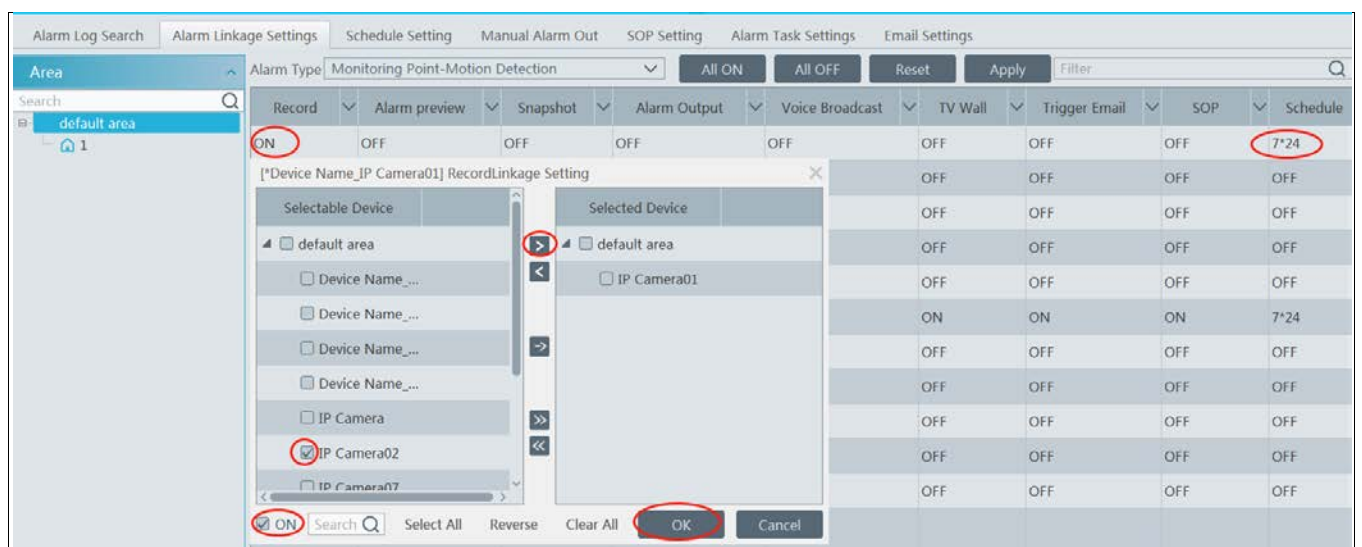 Alarm Log Search Alarm Linkage Settings Schedule Setting Manual Alarm Out SOP Setting Alarm Task Settings Email Settings
Area Alarm Type Monitoring Point-Motion Detection All ON All OFF Reset Apply Filter
Search Record Alarm preview Snapshot Alarm Output Voice Broadcast TV Wall Trigger Email SOP Schedule
default area
1 ON OFF OFF OFF OFF OFF OFF OFF 7*24
[*Device Name_IP Camera01] RecordLinkage Setting OFF OFF OFF OFF
Selectable Device Selected Device OFF OFF OFF OFF
default area > default area OFF OFF OFF OFF
Device Name_... < IP Camera01 OFF OFF OFF OFF
Device Name_... ON ON ON 7*24
Device Name_... -> OFF OFF OFF OFF
Device Name_... OFF OFF OFF OFF
IP Camera >> OFF OFF OFF OFF
IP Camera02 << OFF OFF OFF OFF
IP Camera07 OFF OFF OFF OFF
ON Search Select All Reverse Clear All OK Cancel